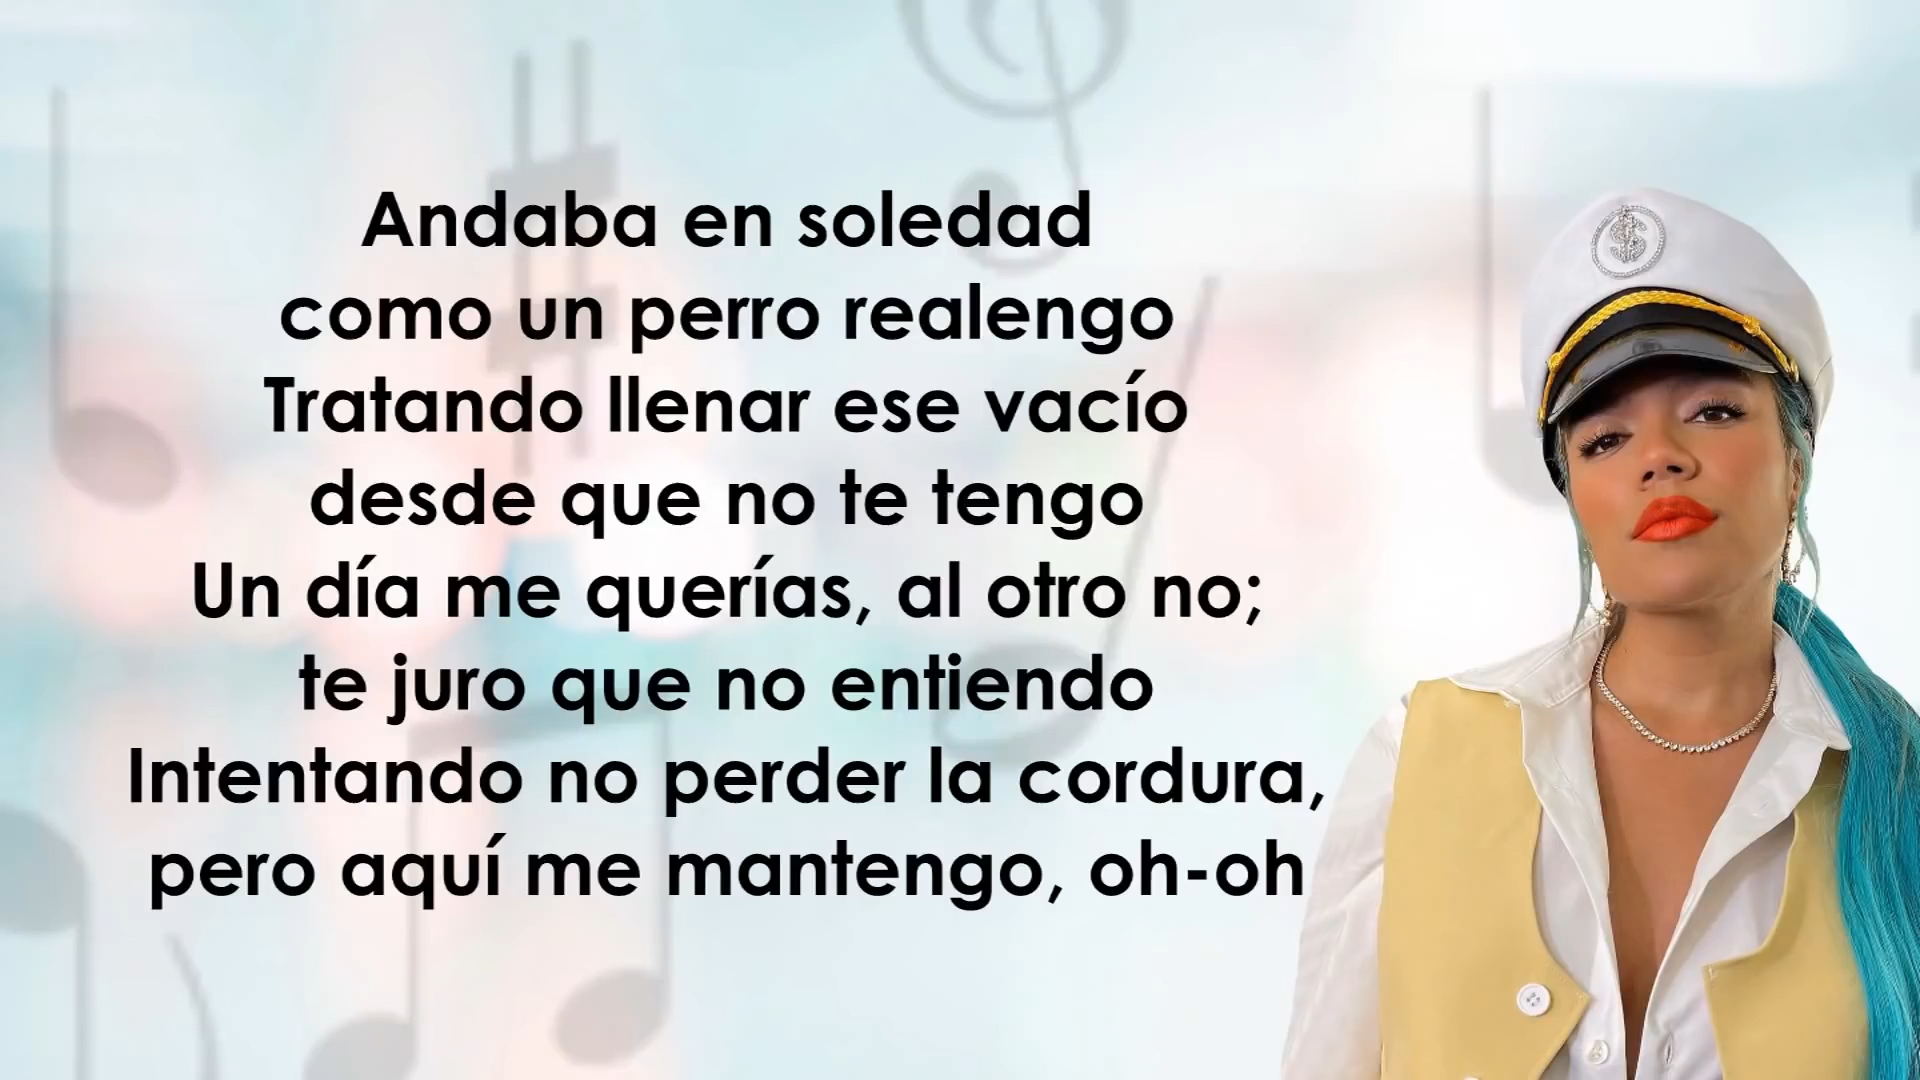 Andaba en soledad
como un perro realengo
Tratando llenar ese vacío
desde que no te tengo
Un día me querías, al otro no;
te juro que no entiendo
Intentando no perder la cordura,
pero aquí me mantengo, oh-oh